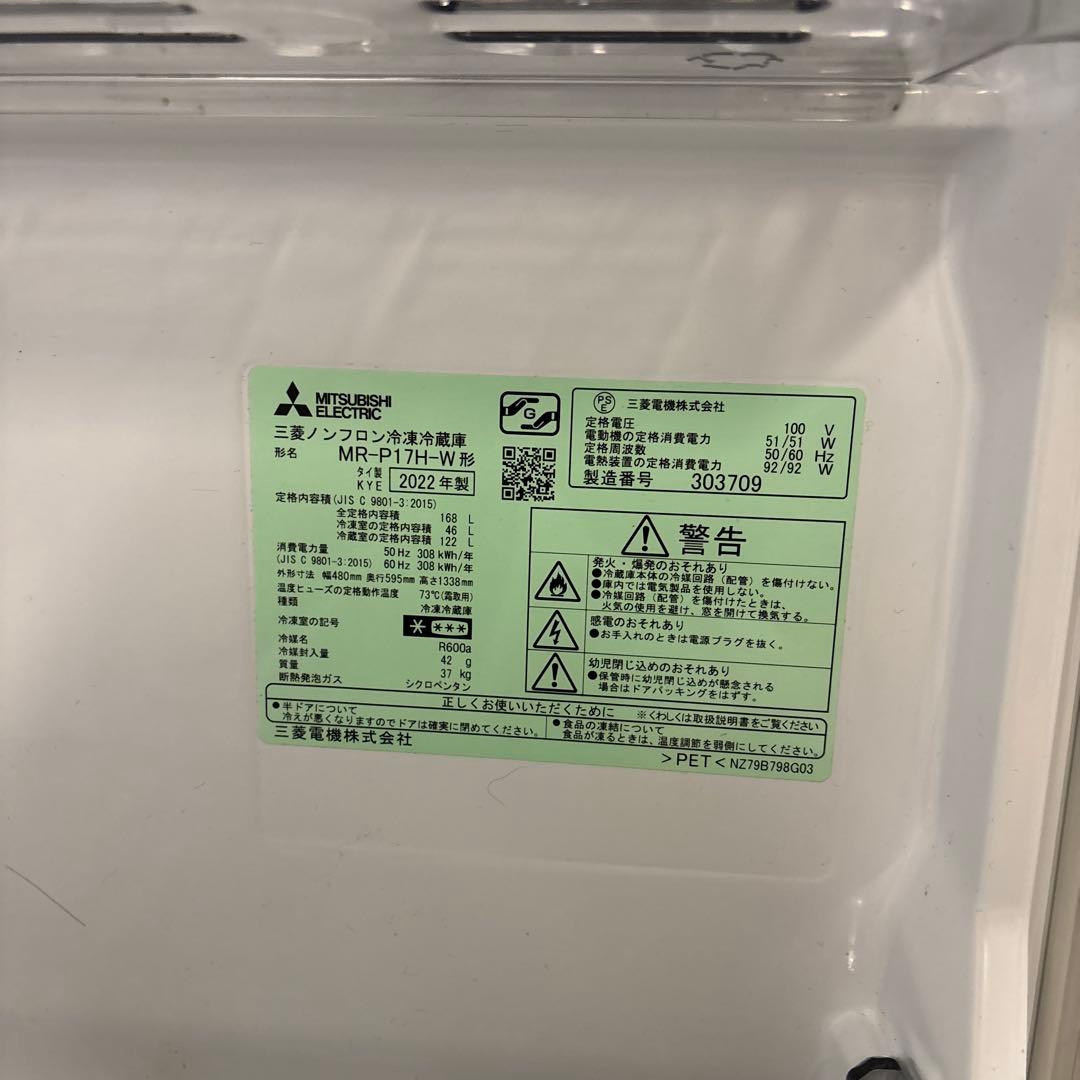 MITSUBISHI
ELECTRIC
三菱ノンフロン冷凍冷蔵庫
形名 MR-P17H-W形
タイ製
KYE 2022年製
定格内容積(JIS C 9801-3:2015)
全定格内容積 168 L
冷凍室の定格内容積 46 L
冷蔵室の定格内容積 122 L
消費電力量 50Hz 308kWh/年
(JIS C 9801-3:2015) 60Hz 308kWh/年
外形寸法 幅480mm 奥行595mm 高さ1338mm
温度ヒューズの定格動作温度 73℃(霜取用)
種類 冷凍冷蔵庫
冷凍室の記号
冷媒名 R600a
冷媒封入量 42 g
質量 37 kg
断熱発泡ガス シクロペンタン
G
PSE 三菱電機株式会社
定格電圧 100 V
電動機の定格消費電力 51/51 W
定格周波数 50/60 Hz
電熱装置の定格消費電力 92/92 W
製造番号 303709
警告
発火・爆発のおそれあり
●冷蔵庫本体の冷媒回路(配管)を傷付けない。
●庫内では電気製品を使用しない。
●冷媒回路(配管)を傷付けたときは、
火気の使用を避け、窓を開けて換気する。
感電のおそれあり
●お手入れのときは電源プラグを抜く。
幼児閉じ込めのおそれあり
●保管時に幼児閉じ込めが懸念される
場合はドアパッキングをはずす。
正しくお使いいただくために ※くわしくは取扱説明書をご覧ください
●半ドアについて
冷えが悪くなりますのでドアは確実に閉めてください。
●食品の凍結について
食品が凍るときは、温度調節を弱側にしてください。
三菱電機株式会社
>PET< NZ79B798G03